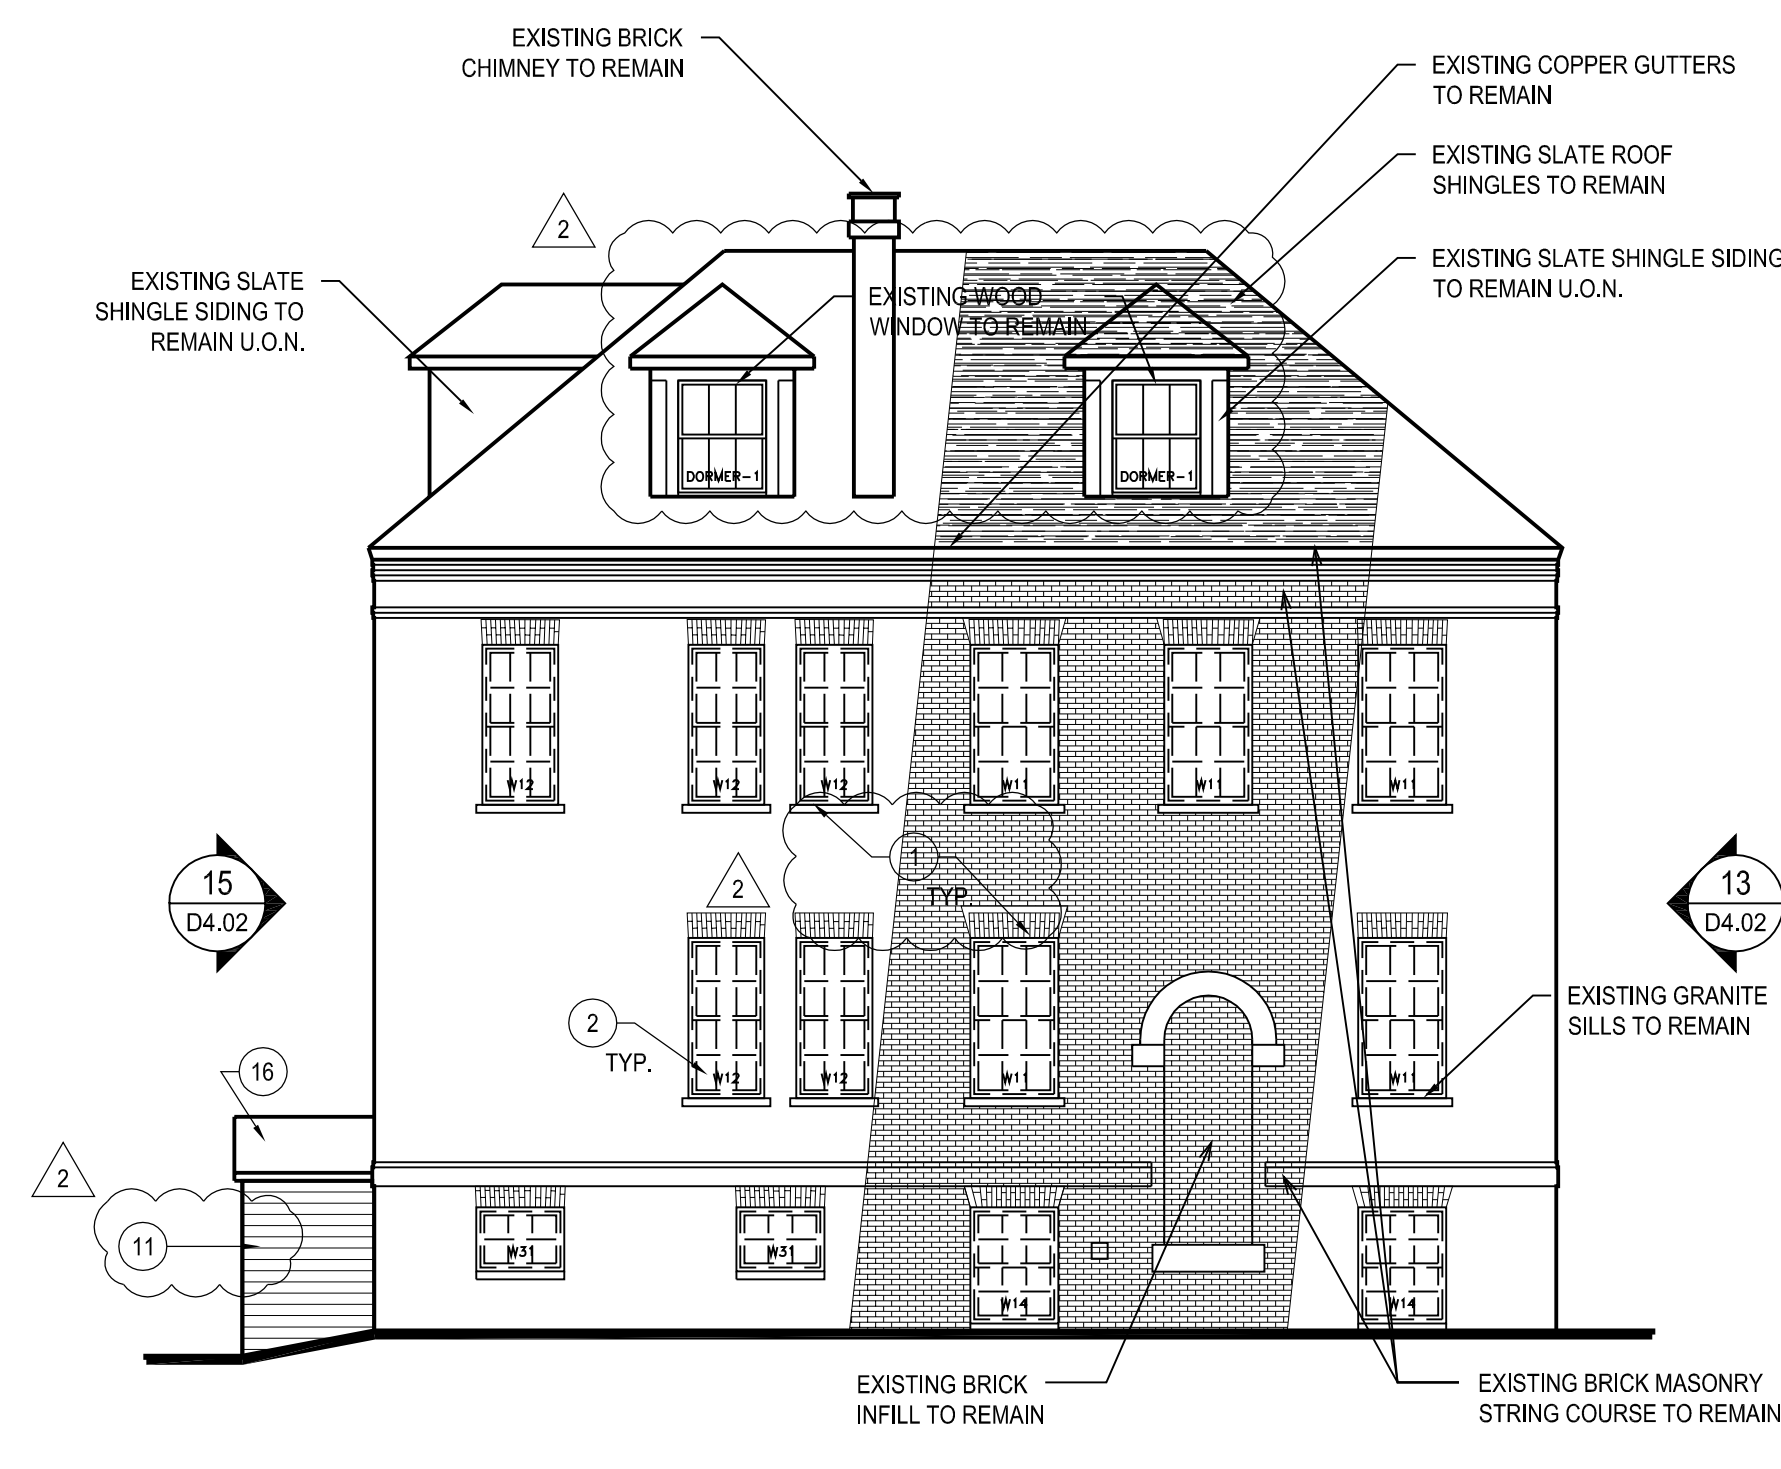 EXISTING BRICK
CHIMNEY TO REMAIN
EXISTING COPPER GUTTERS
TO REMAIN
EXISTING SLATE ROOF
SHINGLES TO REMAIN
2
EXISTING SLATE SHINGLE SIDING
TO REMAIN U.O.N.
EXISTING SLATE
SHINGLE SIDING TO
REMAIN U.O.N.
EXISTING WOOD
WINDOW TO REMAIN
DORMER-1
DORMER-1
W12
W12
W12
W11
W11
W11
1
TYP.
2
15
D4.02
13
D4.02
EXISTING GRANITE
SILLS TO REMAIN
2
TYP.
W12
W12
W11
W11
16
2
11
W31
W31
W14
W14
EXISTING BRICK
INFILL TO REMAIN
EXISTING BRICK MASONRY
STRING COURSE TO REMAIN